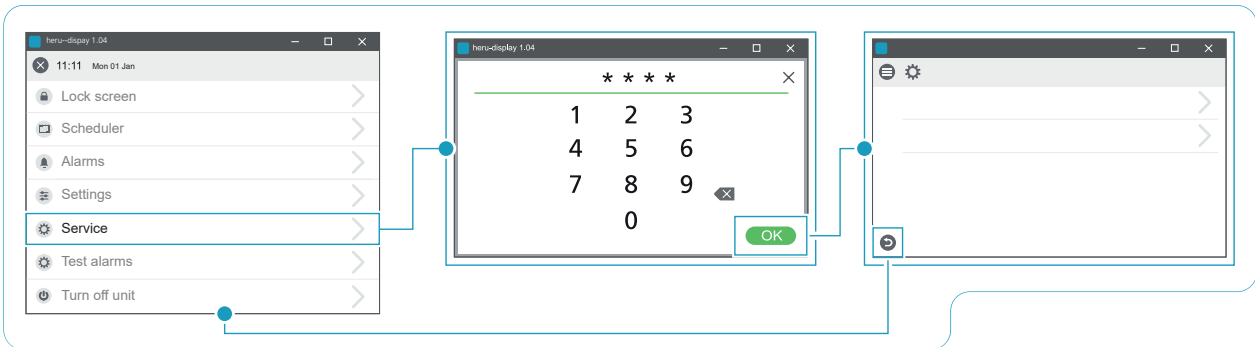 heru--dispay 1.04
11:11 Mon 01 Jan
Lock screen
Scheduler
Alarms
Settings
Service
Test alarms
Turn off unit
heru-display 1.04
* * * *
1 2 3
4 5 6
7 8 9
0
OK